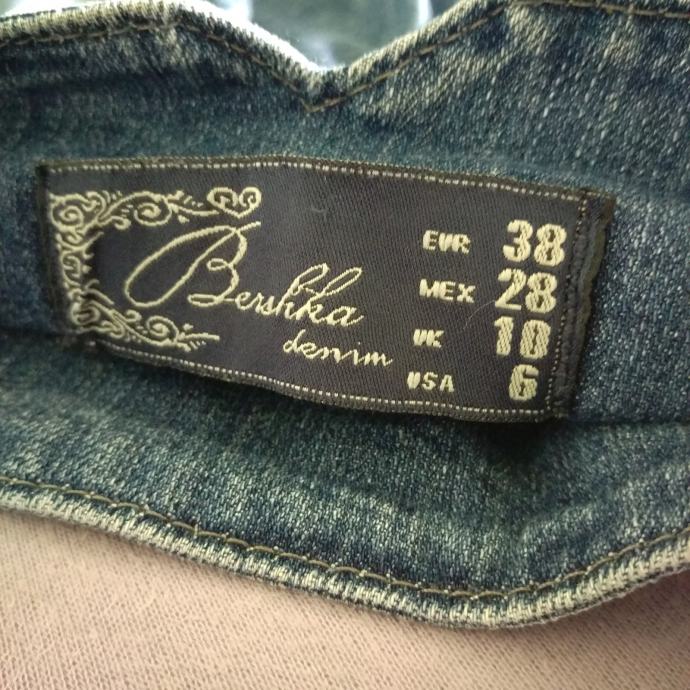 Bershka
denim
EUR 38
MEX 28
UK 10
USA 6